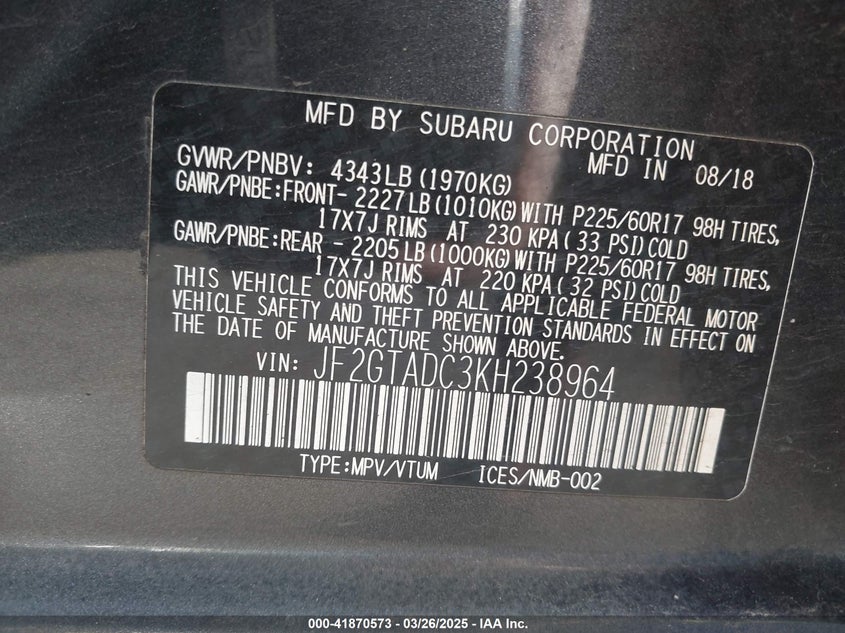 MFD BY SUBARU CORPORATION
MFD IN 08/18
GVWR/PNBV: 4343LB (1970KG)
GAWR/PNBE:FRONT- 2227LB(1010KG)WITH P225/60R17 98H TIRES,
17X7J RIMS AT 230 KPA( 33 PSI)COLD
GAWR/PNBE:REAR - 2205LB(1000KG)WITH P225/60R17 98H TIRES,
17X7J RIMS AT 220 KPA( 32 PSI)COLD
THIS VEHICLE CONFORMS TO ALL APPLICABLE FEDERAL MOTOR
VEHICLE SAFETY AND THEFT PREVENTION STANDARDS IN EFFECT ON
THE DATE OF MANUFACTURE SHOWN ABOVE.
VIN: JF2GTADC3KH238964
TYPE:MPV/VTUM ICES/NMB-002
000-41870573 - 03/26/2025 - IAA Inc.